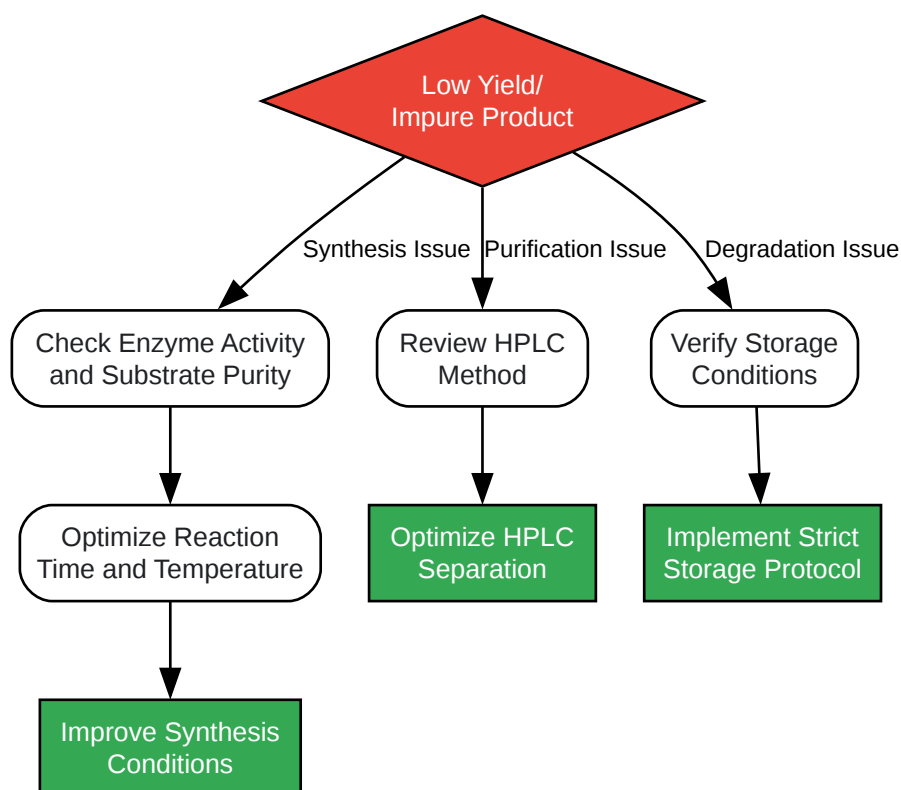 Low Yield/
Impure Product
Synthesis Issue
Purification Issue
Degradation Issue
Check Enzyme Activity
and Substrate Purity
Review HPLC
Method
Verify Storage
Conditions
Optimize Reaction
Time and Temperature
Optimize HPLC
Separation
Implement Strict
Storage Protocol
Improve Synthesis
Conditions